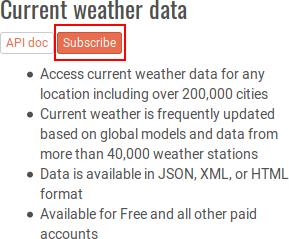 Current weather data
API doc Subscribe
• Access current weather data for any
location including over 200,000 cities
• Current weather is frequently updated
based on global models and data from
more than 40,000 weather stations
• Data is available in JSON, XML, or HTML
format
• Available for Free and all other paid
accounts